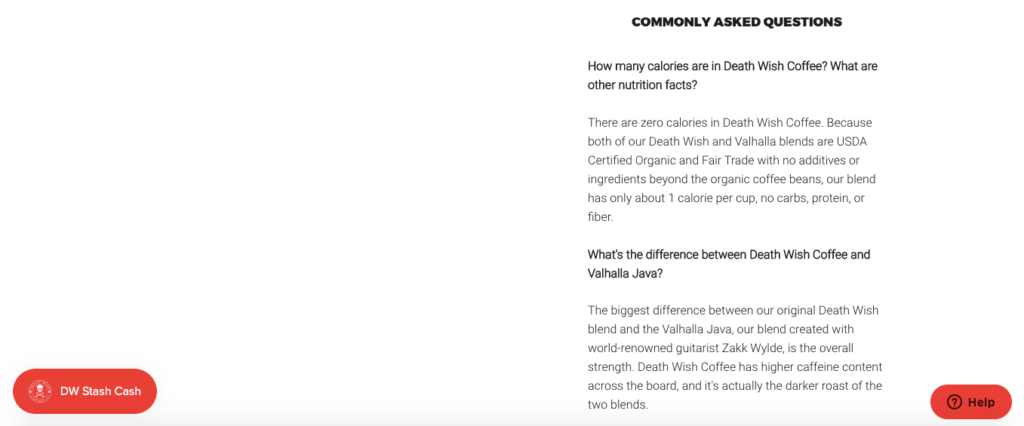 COMMONLY ASKED QUESTIONS
How many calories are in Death Wish Coffee? What are
other nutrition facts?
There are zero calories in Death Wish Coffee. Because
both of our Death Wish and Valhalla blends are USDA
Certified Organic and Fair Trade with no additives or
ingredients beyond the organic coffee beans, our blend
has only about 1 calorie per cup, no carbs, protein, or
fiber.
What's the difference between Death Wish Coffee and
Valhalla Java?
The biggest difference between our original Death Wish
blend and the Valhalla Java, our blend created with
world-renowned guitarist Zakk Wylde, is the overall
strength. Death Wish Coffee has higher caffeine content
across the board, and it's actually the darker roast of the
two blends.
DW Stash Cash
Help